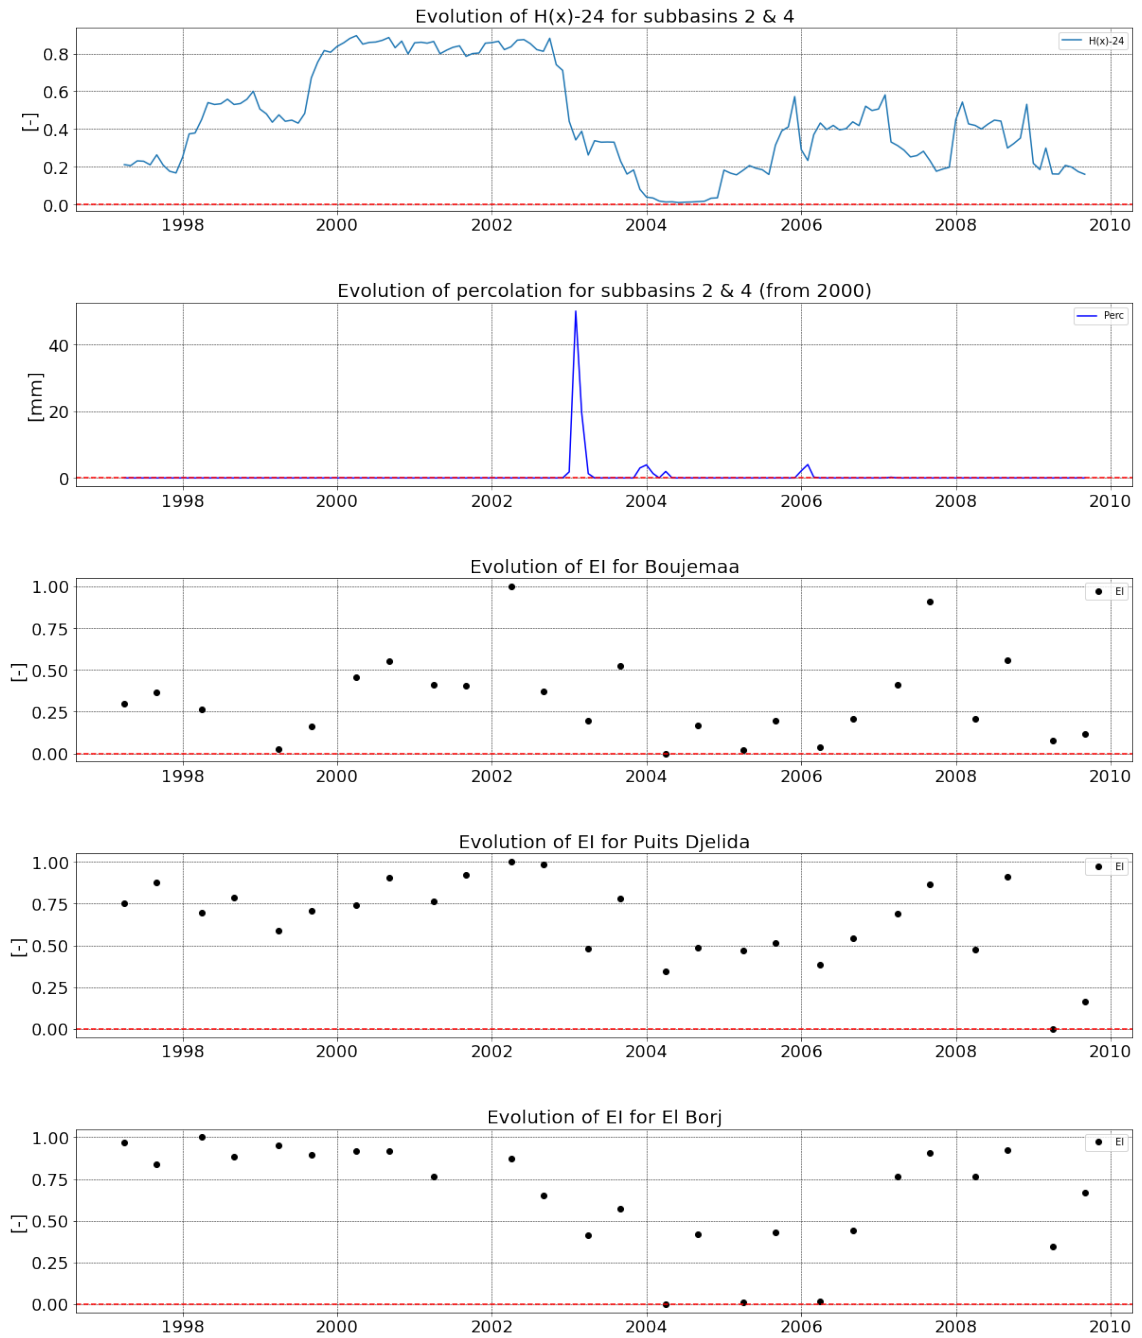 Evolution of H(x)-24 for subbasins 2 & 4
H(x)-24
[-]
0.8
0.6
0.4
0.2
0.0
1998 2000 2002 2004 2006 2008 2010
Evolution of percolation for subbasins 2 & 4 (from 2000)
Perc
[mm]
40
20
0
1998 2000 2002 2004 2006 2008 2010
Evolution of EI for Boujemaa
EI
[-]
1.00
0.75
0.50
0.25
0.00
1998 2000 2002 2004 2006 2008 2010
Evolution of EI for Puits Djelida
EI
[-]
1.00
0.75
0.50
0.25
0.00
1998 2000 2002 2004 2006 2008 2010
Evolution of EI for El Borj
EI
[-]
1.00
0.75
0.50
0.25
0.00
1998 2000 2002 2004 2006 2008 2010